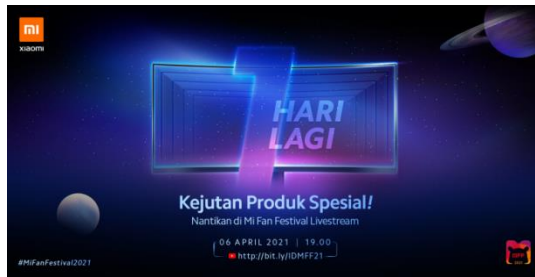 mi
xiaomi
1
HARI
LAGI
Kejutan Produk Spesial!
Nantikan di Mi Fan Festival Livestream
06 APRIL 2021 | 19.00
http://bit.ly/IDMFF21
#MiFanFestival2021